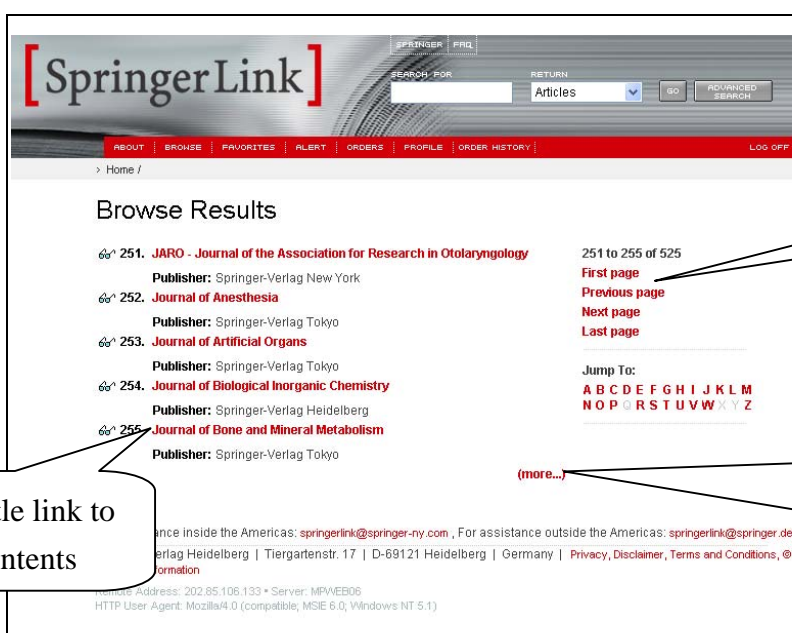 SPRINGER FAQ
[SpringerLink]
SEARCH FOR
RETURN
Articles
GO
ADVANCED SEARCH
ABOUT BROWSE FAVORITES ALERT ORDERS PROFILE ORDER HISTORY LOG OFF
> Home /
Browse Results
251. JARO - Journal of the Association for Research in Otolaryngology
Publisher: Springer-Verlag New York
252. Journal of Anesthesia
Publisher: Springer-Verlag Tokyo
253. Journal of Artificial Organs
Publisher: Springer-Verlag Tokyo
254. Journal of Biological Inorganic Chemistry
Publisher: Springer-Verlag Heidelberg
255. Journal of Bone and Mineral Metabolism
Publisher: Springer-Verlag Tokyo
(more...)
251 to 255 of 525
First page
Previous page
Next page
Last page
Jump To:
A B C D E F G H I J K L M
N O P Q R S T U V W X Y Z
link to
ance inside the Americas: springerlink@springer-ny.com , For assistance outside the Americas: springerlink@springer.de
erlag Heidelberg | Tiergartenstr. 17 | D-69121 Heidelberg | Germany | Privacy, Disclaimer, Terms and Conditions, ©
ormation
Remote Address: 202.85.106.133 • Server: MPWEB06
HTTP User Agent: Mozilla/4.0 (compatible; MSIE 6.0; Windows NT 5.1)